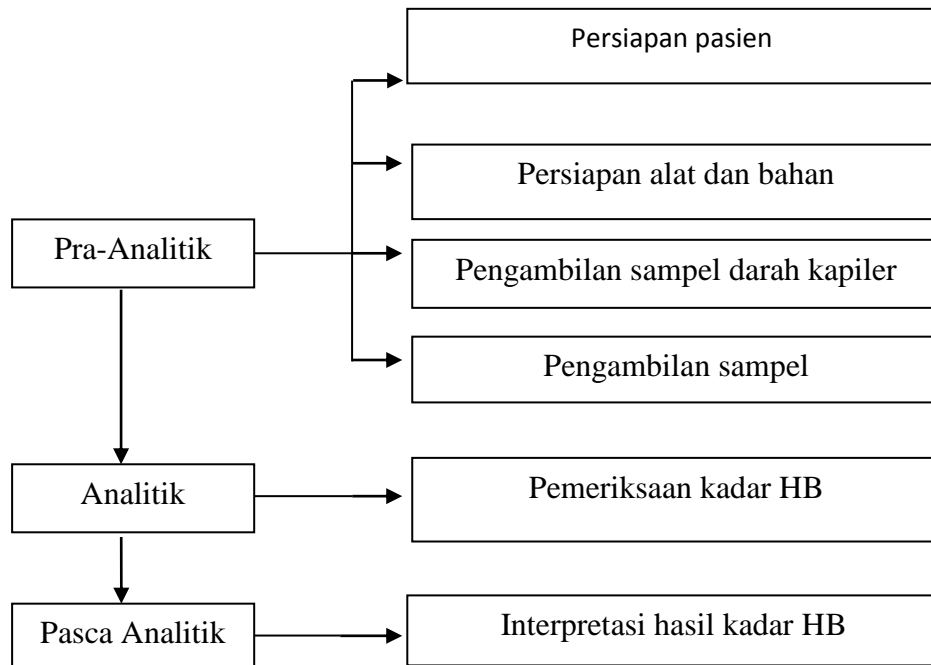 Persiapan pasien
Persiapan alat dan bahan
Pra-Analitik
Pengambilan sampel darah kapiler
Pengambilan sampel
Analitik
Pemeriksaan kadar HB
Pasca Analitik
Interpretasi hasil kadar HB